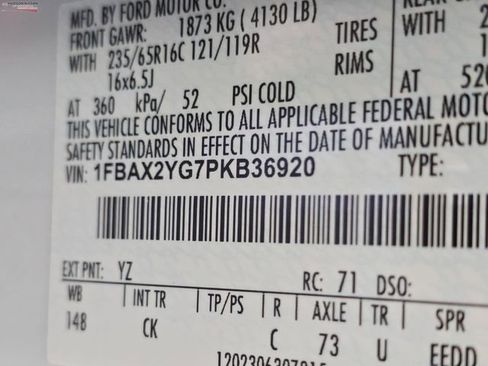 MFD. BY FORD MOTOR CO.
FRONT GAWR: 1873 KG ( 4130 LB)
WITH 235/65R16C 121/119R TIRES
16x6.5J RIMS
AT 360 kPa/ 52 PSI COLD
WITH
AT 520
THIS VEHICLE CONFORMS TO ALL APPLICABLE FEDERAL MOTO
SAFETY STANDARDS IN EFFECT ON THE DATE OF MANUFACTU
VIN: 1FBAX2YG7PKB36920 TYPE:
EXT PNT: YZ RC: 71 DSO:
WB INT TR TP/PS R AXLE TR SPR
148 CK C 73 U EEDD